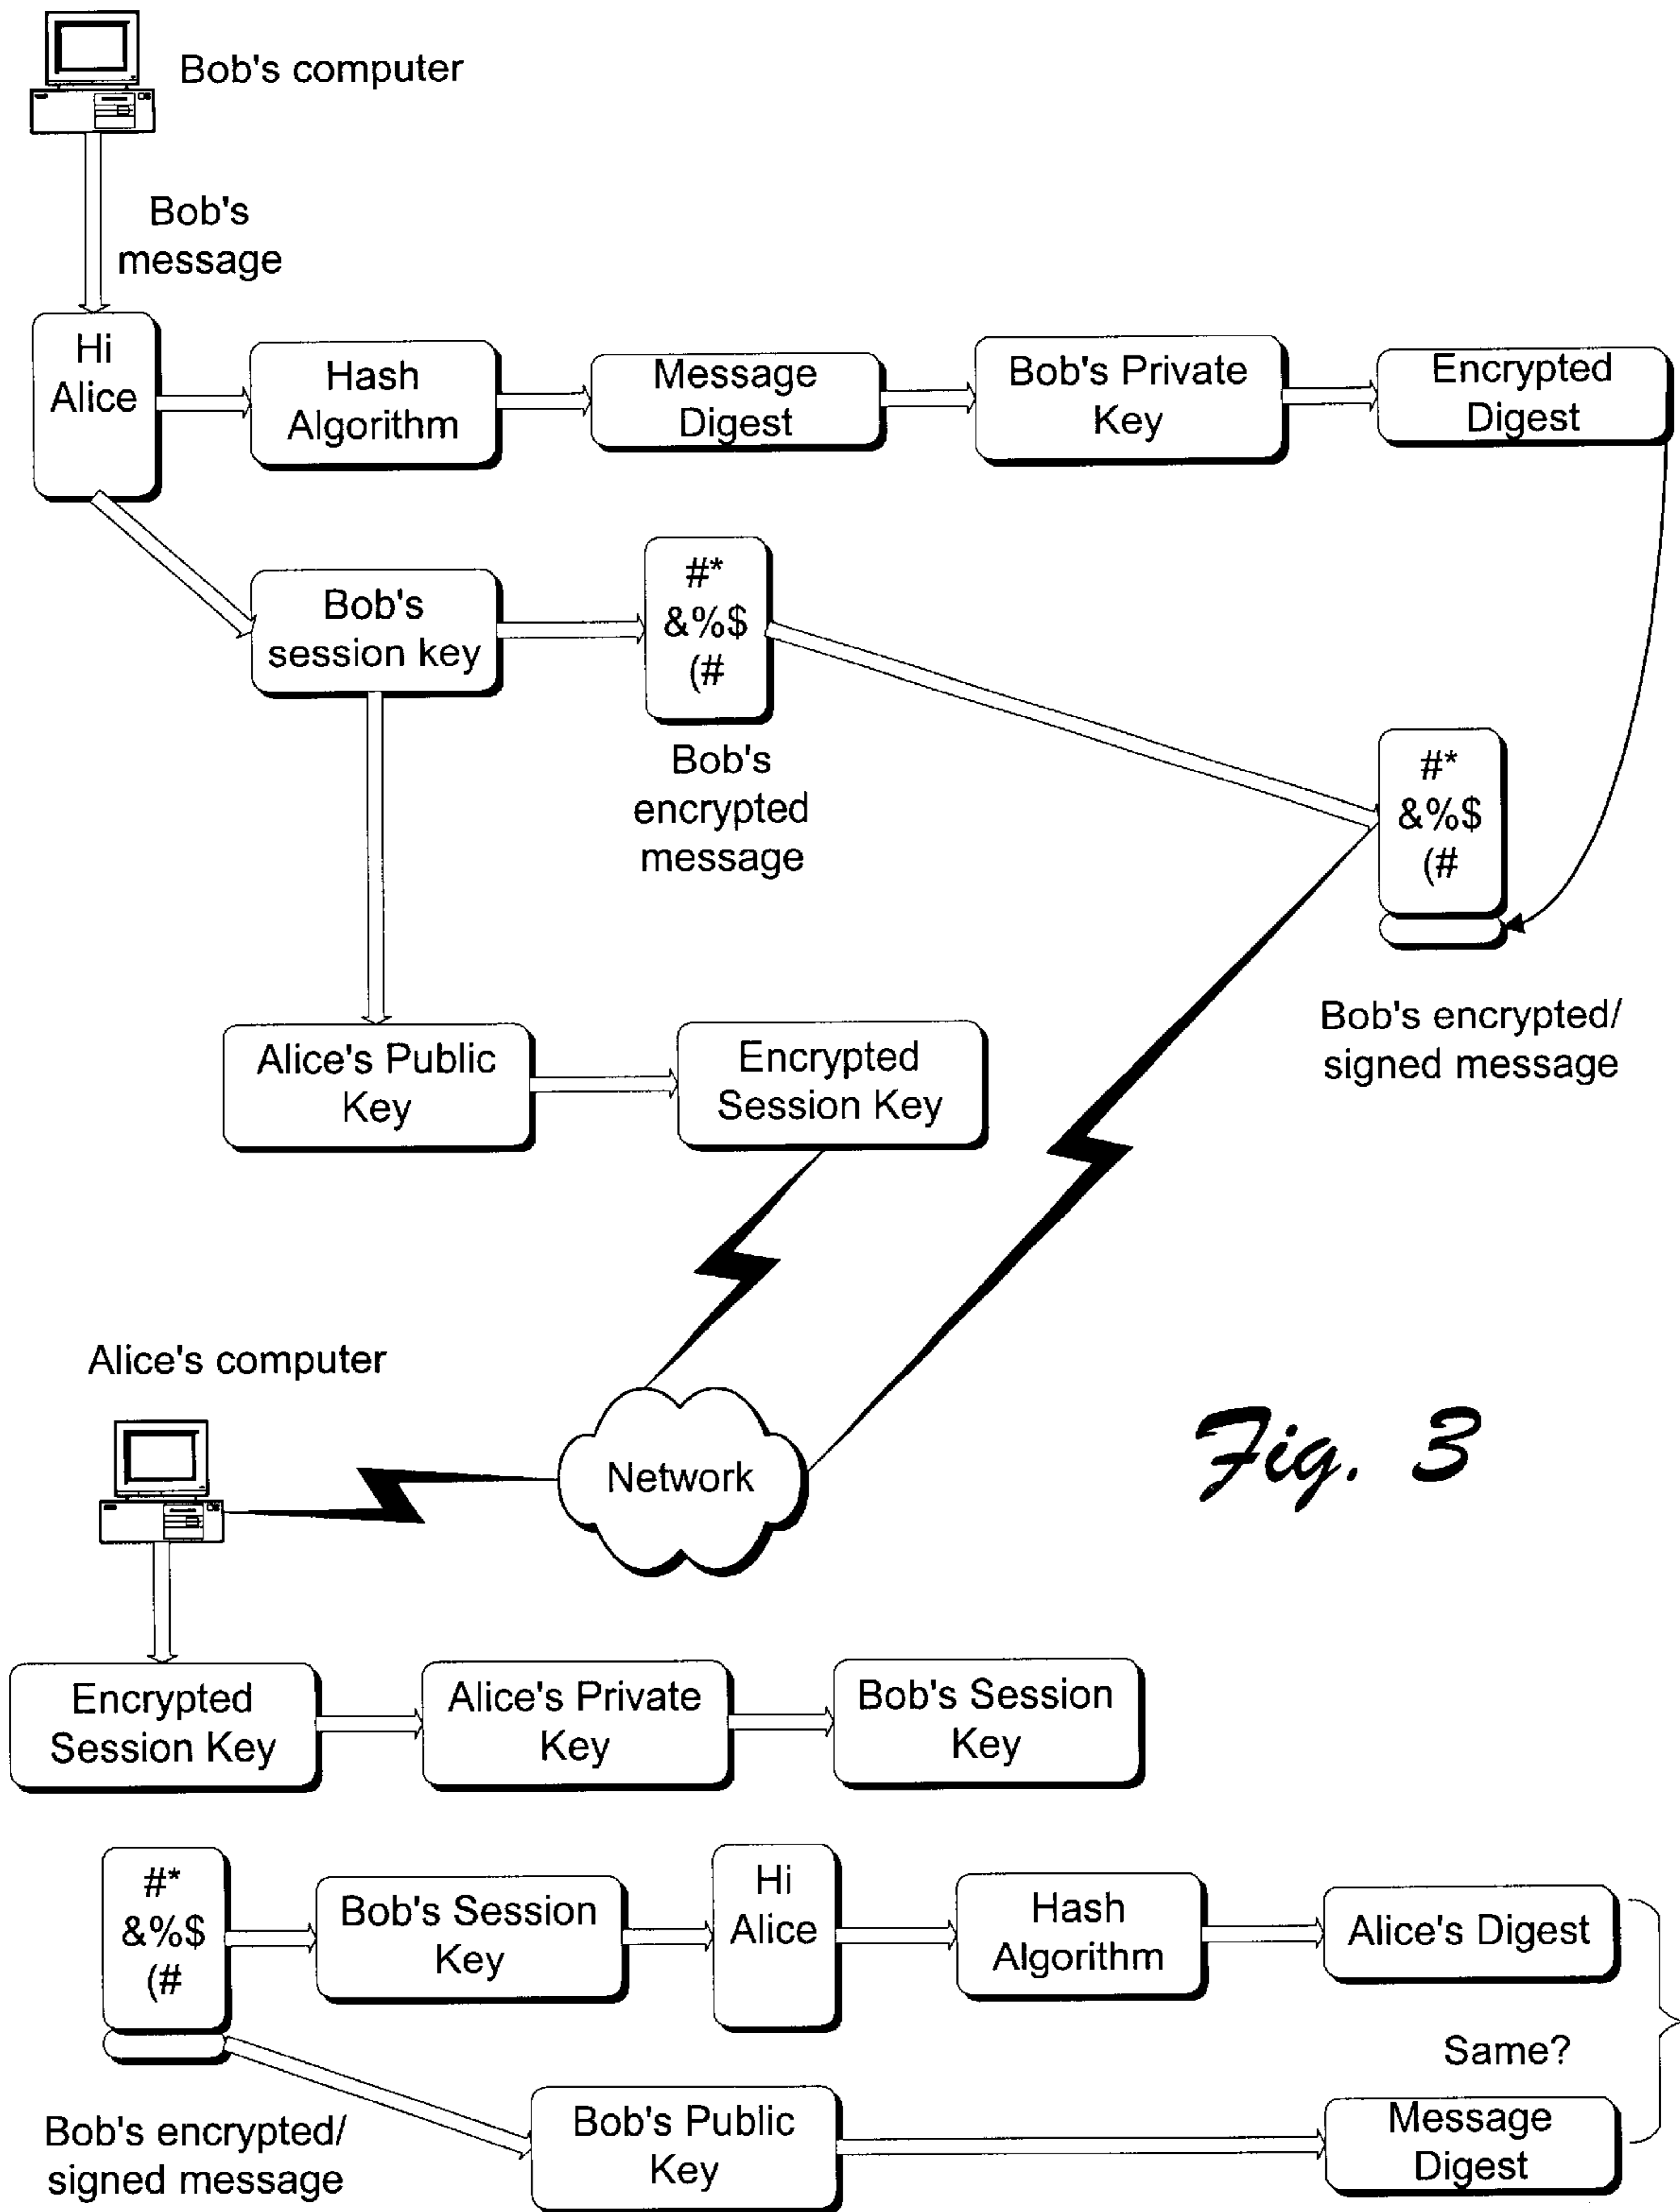 Bob's computer
Bob's
message
Hi
Alice
Hash
Algorithm
Message
Digest
Bob's Private
Key
Encrypted
Digest
Bob's
session key
#*
&%$
(#
Bob's
encrypted
message
#*
&%$
(#
Bob's encrypted/
signed message
Alice's Public
Key
Encrypted
Session Key
Alice's computer
Network
Fig. 3
Encrypted
Session Key
Alice's Private
Key
Bob's Session
Key
#*
&%$
(#
Bob's Session
Key
Hi
Alice
Hash
Algorithm
Alice's Digest
Same?
Bob's encrypted/
signed message
Bob's Public
Key
Message
Digest